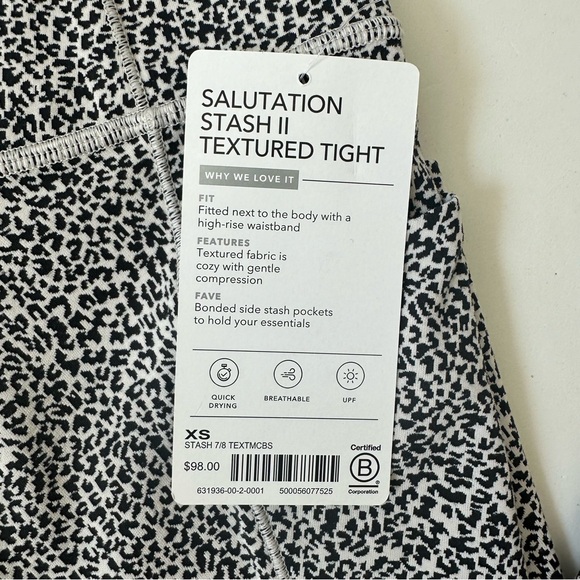 SALUTATION
STASH II
TEXTURED TIGHT
WHY WE LOVE IT
FIT
Fitted next to the body with a
high-rise waistband
FEATURES
Textured fabric is
cozy with gentle
compression
FAVE
Bonded side stash pockets
to hold your essentials
QUICK
DRYING
BREATHABLE
UPF
XS
STASH 7/8 TEXTMCBS
$98.00
631936-00-2-0001 500056077525
Certified
B
Corporation